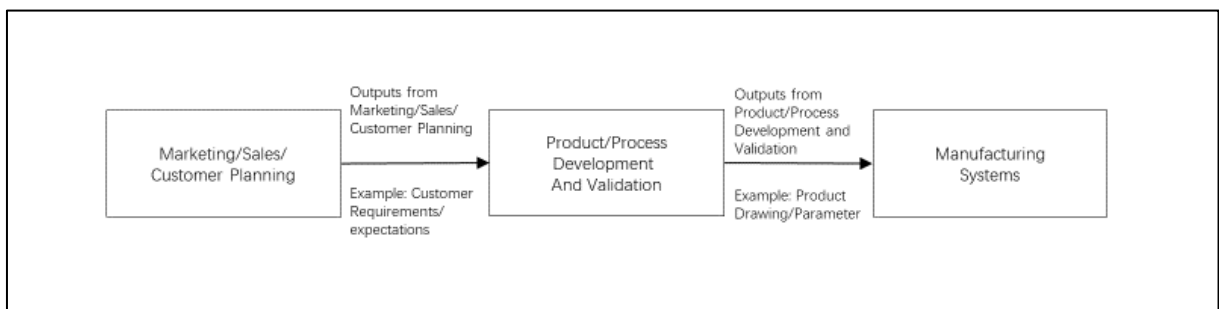 Marketing/Sales/
Customer Planning
Outputs from
Marketing/Sales/
Customer Planning
Example: Customer
Requirements/
expectations
Product/Process
Development
And Validation
Outputs from
Product/Process
Development and
Validation
Example: Product
Drawing/Parameter
Manufacturing
Systems